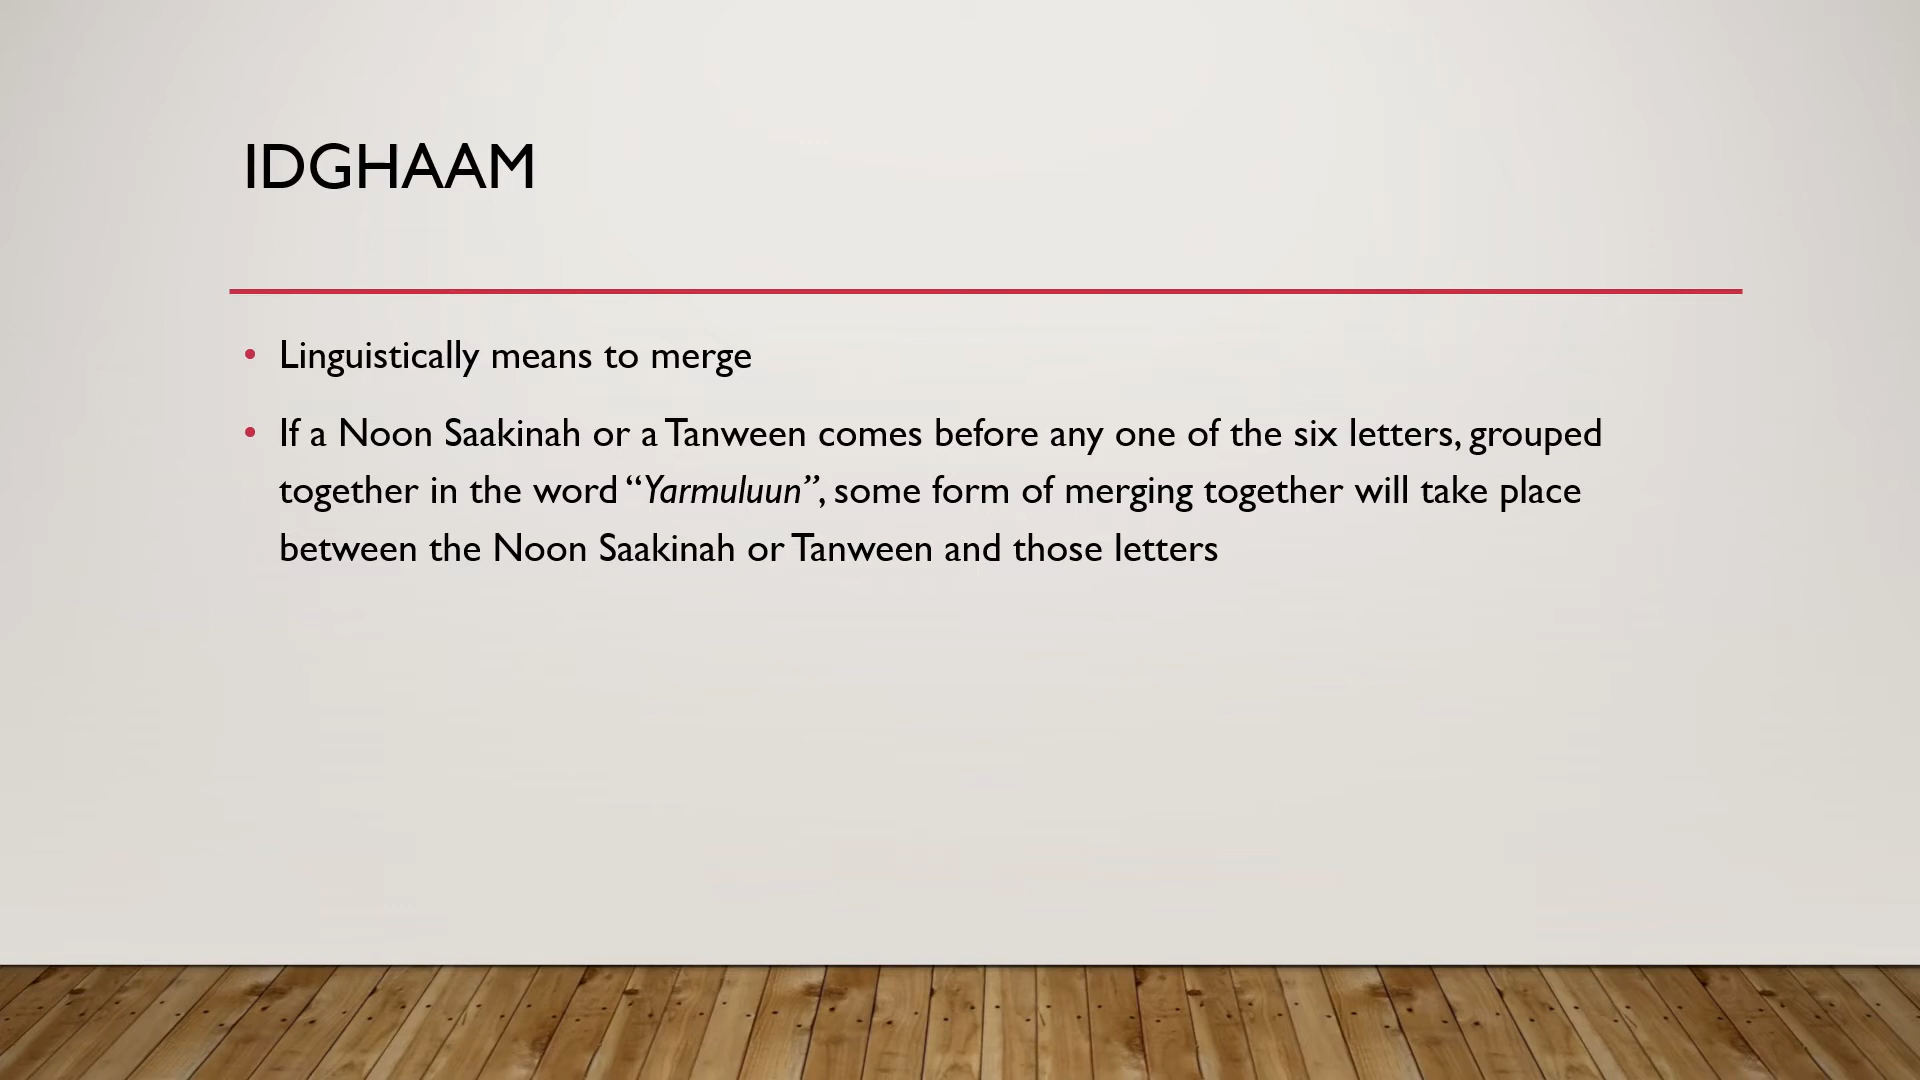 IDGHAAM
• Linguistically means to merge
• If a Noon Saakinah or a Tanween comes before any one of the six letters, grouped
together in the word “Yarmuluun”, some form of merging together will take place
between the Noon Saakinah or Tanween and those letters